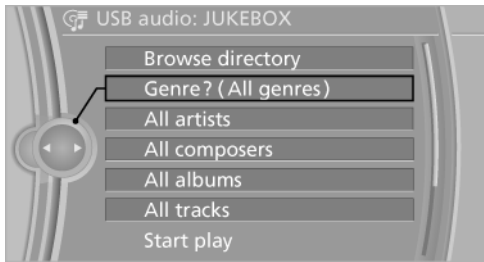 USB audio: JUKEBOX
Browse directory
Genre? (All genres)
All artists
All composers
All albums
All tracks
Start play